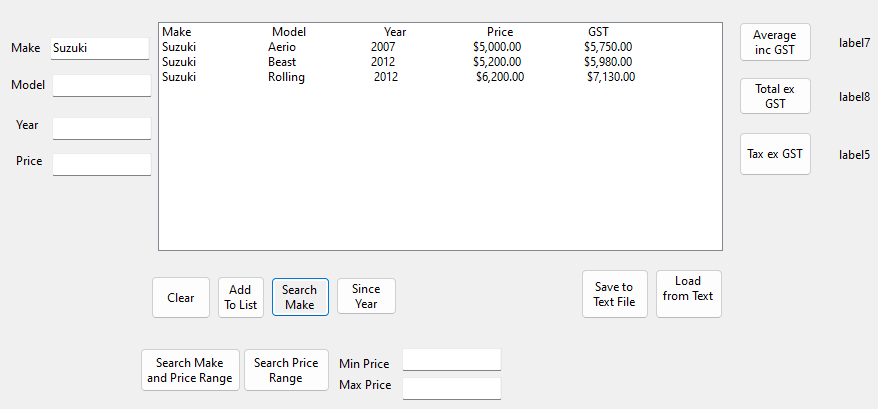 Make Suzuki
Model
Year
Price
Make Model Year Price GST
Suzuki Aerio 2007 $5,000.00 $5,750.00
Suzuki Beast 2012 $5,200.00 $5,980.00
Suzuki Rolling 2012 $6,200.00 $7,130.00
Average
inc GST
label7
Total ex
GST
label8
Tax ex GST
label5
Clear
Add
To List
Search
Make
Since
Year
Save to
Text File
Load
from Text
Search Make
and Price Range
Search Price
Range
Min Price
Max Price